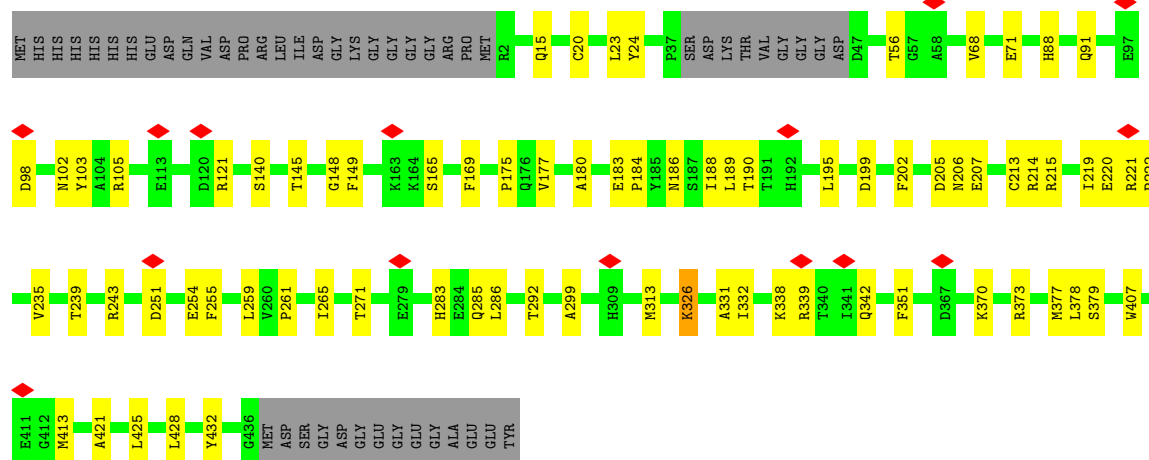 MET HIS HIS HIS HIS HIS HIS GLU ASP GLN VAL ASP PRO ARG LEU ILE ASP GLY LYS GLY GLY GLY GLY ARG PRO MET R2 Q15 C20 L23 Y24 P37 SER ASP LYS THR VAL GLY GLY GLY ASP D47 T56 G57 A58 V68 E71 H88 Q91 E97
D98 N102 Y103 A104 R105 E113 D120 R121 S140 T145 G148 F149 K163 K164 S165 F169 P175 Q176 V177 A180 E183 P184 Y185 N186 S187 I188 L189 T190 T191 H192 L195 D199 F202 D205 N206 E207 C213 R214 R215 I219 E220 R221
V235 T239 R243 D251 E254 F255 L259 V260 P261 I265 T271 E279 H283 E284 Q285 L286 T292 A299 H309 M313 K326 A331 I332 K338 R339 T340 I341 Q342 F351 D367 K370 R373 M377 L378 S379 W407
E411 G412 M413 A421 L425 L428 Y432 G436 MET ASP SER GLY ASP GLY GLU GLY GLU GLY ALA GLU GLU TYR